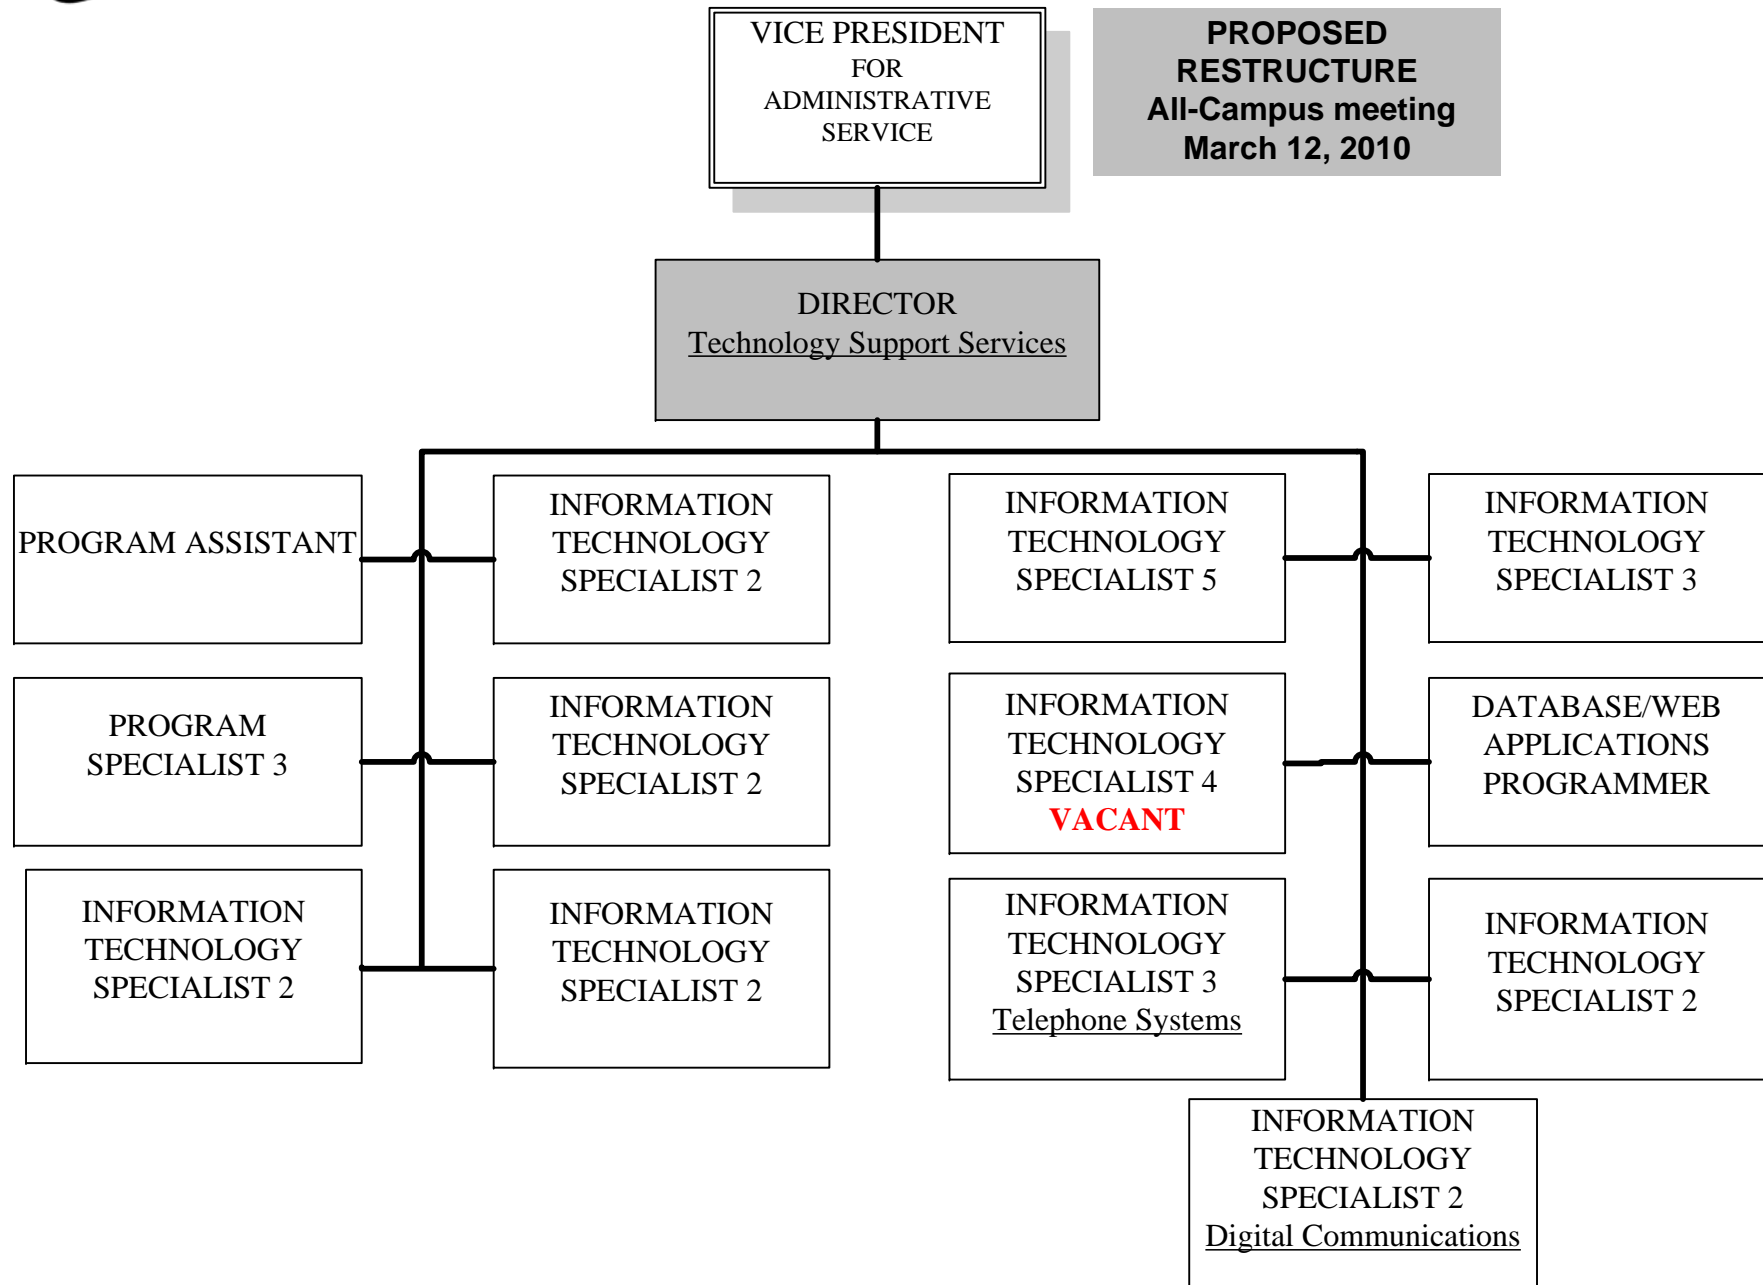 VICE PRESIDENT
FOR
ADMINISTRATIVE
SERVICE
PROPOSED
RESTRUCTURE
All-Campus meeting
March 12, 2010
DIRECTOR
Technology Support Services
PROGRAM ASSISTANT
INFORMATION
TECHNOLOGY
SPECIALIST 2
INFORMATION
TECHNOLOGY
SPECIALIST 5
INFORMATION
TECHNOLOGY
SPECIALIST 3
PROGRAM
SPECIALIST 3
INFORMATION
TECHNOLOGY
SPECIALIST 2
INFORMATION
TECHNOLOGY
SPECIALIST 4
VACANT
DATABASE/WEB
APPLICATIONS
PROGRAMMER
INFORMATION
TECHNOLOGY
SPECIALIST 2
INFORMATION
TECHNOLOGY
SPECIALIST 2
INFORMATION
TECHNOLOGY
SPECIALIST 3
Telephone Systems
INFORMATION
TECHNOLOGY
SPECIALIST 2
INFORMATION
TECHNOLOGY
SPECIALIST 2
Digital Communications